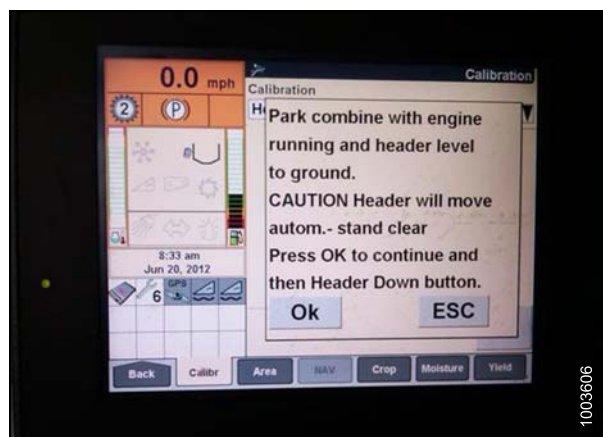 0.0 mph
Calibration
2
P
Calibration
He
Park combine with engine
running and header level
to ground.
CAUTION Header will move
autom.- stand clear
Press OK to continue and
then Header Down button.
Ok
ESC
8:33 am
Jun 20, 2012
6
GPS
Back
Calibr
Area
NAV
Crop
Moisture
Yield
1003606